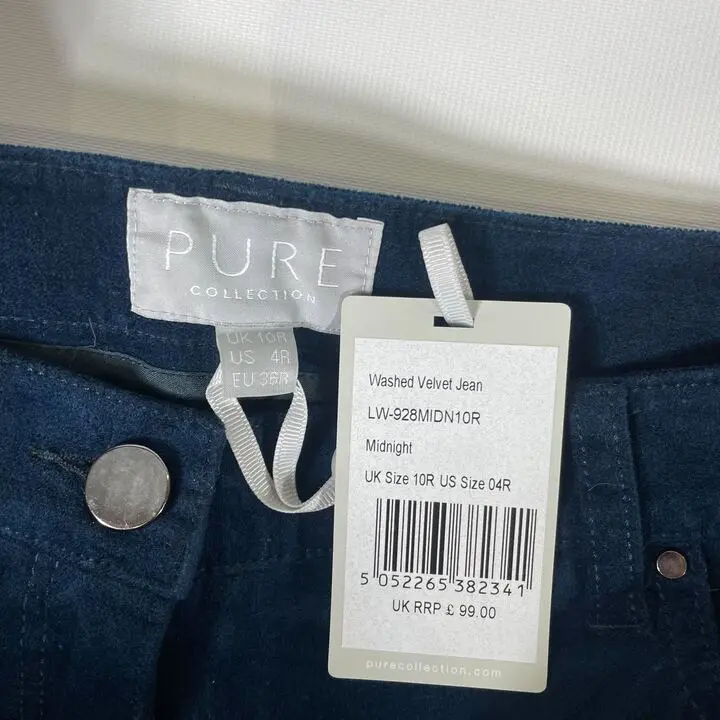 PURE
COLLECTION
UK 10R
US 4R
EU 36R
Washed Velvet Jean
LW-928MIDN10R
Midnight
UK Size 10R US Size 04R
5 052265 382341
UK RRP £ 99.00
purecollection.com